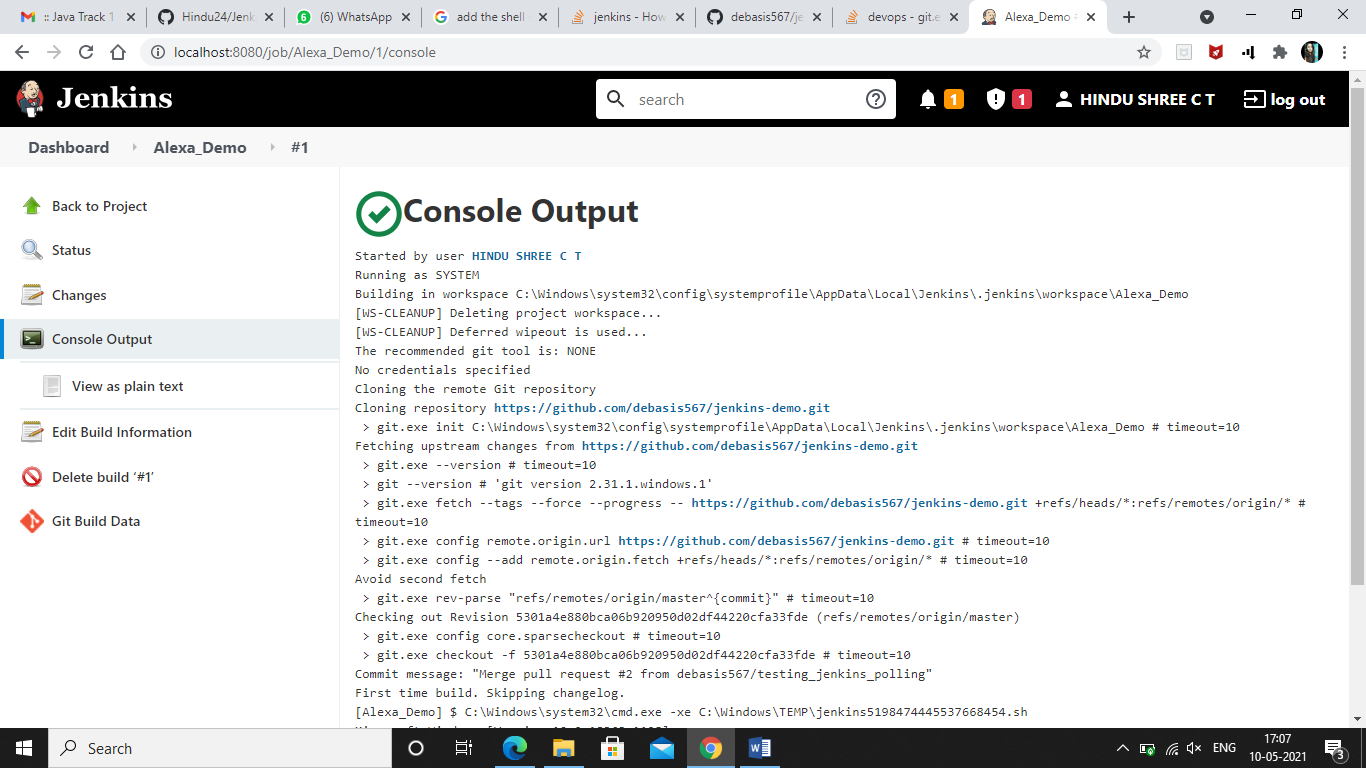 :: Java Track 1
Hindu24/Jenk
6
(6) WhatsApp
add the shell
jenkins - How
debasis567/je
devops - git.e
Alexa_Demo
localhost:8080/job/Alexa_Demo/1/console
Jenkins
search
1
1
HINDU SHREE C T
log out
Dashboard
Alexa_Demo
#1
Back to Project
Status
Changes
Console Output
View as plain text
Edit Build Information
Delete build ‘#1’
Git Build Data
Console Output
Started by user HINDU SHREE C T
Running as SYSTEM
Building in workspace C:\Windows\system32\config\systemprofile\AppData\Local\Jenkins\.jenkins\workspace\Alexa_Demo
[WS-CLEANUP] Deleting project workspace...
[WS-CLEANUP] Deferred wipeout is used...
The recommended git tool is: NONE
No credentials specified
Cloning the remote Git repository
Cloning repository https://github.com/debasis567/jenkins-demo.git
> git.exe init C:\Windows\system32\config\systemprofile\AppData\Local\Jenkins\.jenkins\workspace\Alexa_Demo # timeout=10
Fetching upstream changes from https://github.com/debasis567/jenkins-demo.git
> git.exe --version # timeout=10
> git --version # 'git version 2.31.1.windows.1'
> git.exe fetch --tags --force --progress -- https://github.com/debasis567/jenkins-demo.git +refs/heads/*:refs/remotes/origin/* #
timeout=10
> git.exe config remote.origin.url https://github.com/debasis567/jenkins-demo.git # timeout=10
> git.exe config --add remote.origin.fetch +refs/heads/*:refs/remotes/origin/* # timeout=10
Avoid second fetch
> git.exe rev-parse "refs/remotes/origin/master^{commit}" # timeout=10
Checking out Revision 5301a4e880bca06b920950d02df44220cfa33fde (refs/remotes/origin/master)
> git.exe config core.sparsecheckout # timeout=10
> git.exe checkout -f 5301a4e880bca06b920950d02df44220cfa33fde # timeout=10
Commit message: "Merge pull request #2 from debasis567/testing_jenkins_polling"
First time build. Skipping changelog.
[Alexa_Demo] $ C:\Windows\system32\cmd.exe -xe C:\Windows\TEMP\jenkins5198474445537668454.sh
Search
ENG
17:07
10-05-2021
3